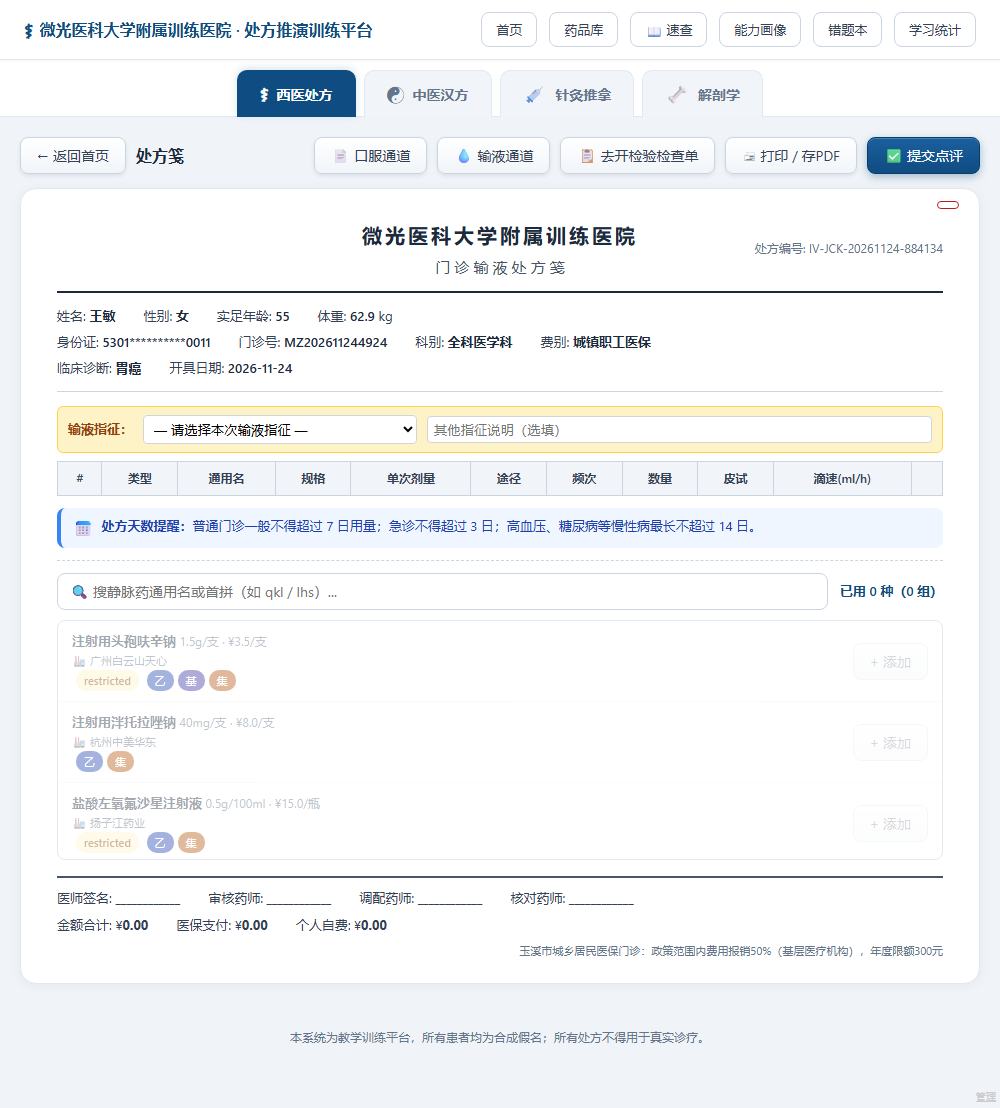 微光医科大学附属训练医院 · 处方推演训练平台
首页 药品库 速查 能力画像 错题本 学习统计
西医处方 中医汉方 针灸推拿 解剖学
← 返回首页 处方笺 口服通道 输液通道 去开检验检查单 打印 / 存PDF 提交点评
微光医科大学附属训练医院
处方编号: IV-JCK-20261124-884134
门诊输液处方笺
姓名: 王敏 性别: 女 实足年龄: 55 体重: 62.9 kg
身份证: 5301**********0011 门诊号: MZ202611244924 科别: 全科医学科 费别: 城镇职工医保
临床诊断: 胃癌 开具日期: 2026-11-24
输液指征: — 请选择本次输液指征 — 其他指征说明（选填）
# 类型 通用名 规格 单次剂量 途径 频次 数量 皮试 滴速(ml/h)
处方天数提醒：普通门诊一般不得超过 7 日用量；急诊不得超过 3 日；高血压、糖尿病等慢性病最长不超过 14 日。
搜静脉药通用名或首拼（如 qkl / lhs）... 已用 0 种（0 组）
注射用头孢呋辛钠 1.5g/支 · ¥3.5/支
广州白云山天心
restricted 乙 基 集
+ 添加
注射用泮托拉唑钠 40mg/支 · ¥8.0/支
杭州中美华东
乙 集
+ 添加
盐酸左氧氟沙星注射液 0.5g/100ml · ¥15.0/瓶
扬子江药业
restricted 乙 集
+ 添加
医师签名: ___________ 审核药师: ___________ 调配药师: ___________ 核对药师: ___________
金额合计: ¥0.00 医保支付: ¥0.00 个人自费: ¥0.00
玉溪市城乡居民医保门诊：政策范围内费用报销50%（基层医疗机构），年度限额300元
本系统为教学训练平台，所有患者均为合成假名；所有处方不得用于真实诊疗。
管理